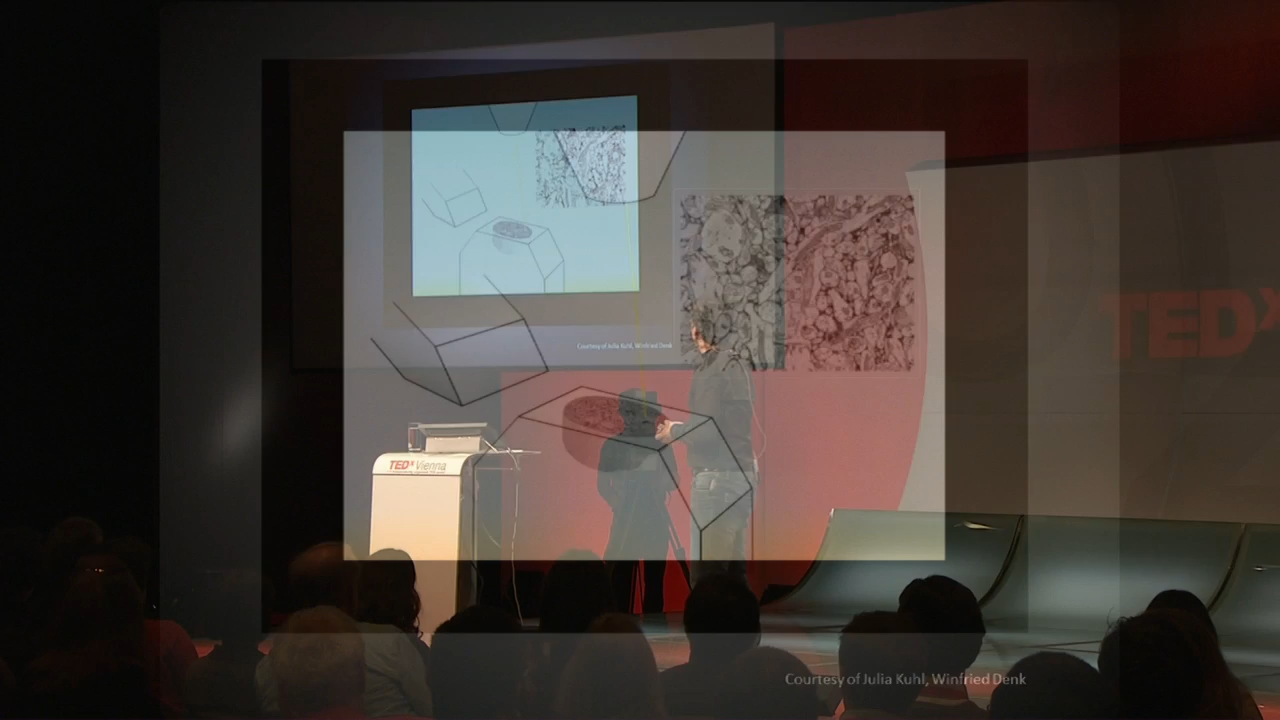 Courtesy of Julia Kuhl, Winfried Denk
TEDx
TEDx Vienna
Courtesy of Julia Kuhl, Winfried Denk